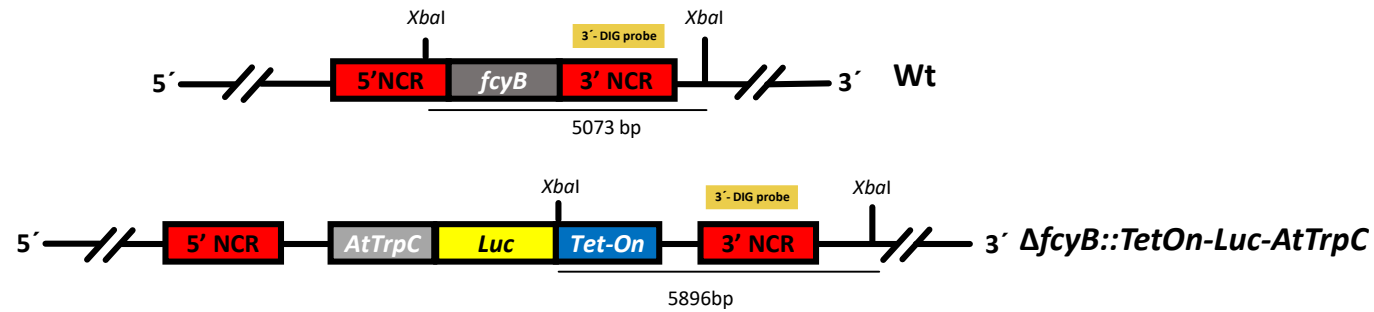 XbaI
XbaI
3´- DIG probe
5´
5'NCR
fcyB
3' NCR
3´
Wt
5073 bp
XbaI
XbaI
3´- DIG probe
5´
5' NCR
AtTrpC
Luc
Tet-On
3' NCR
3´
ΔfcyB::TetOn-Luc-AtTrpC
5896bp